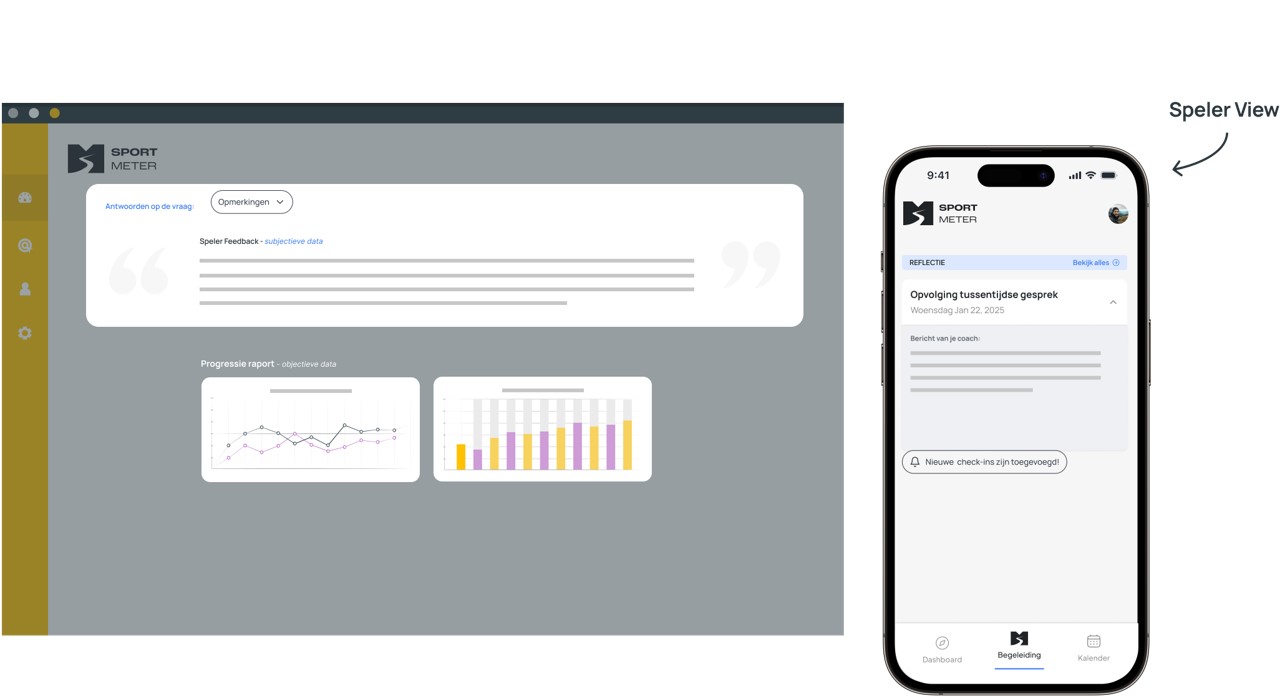 SPORT
METER
Antwoorden op de vraag:
Opmerkingen
Speler Feedback - subjectieve data
Progressie raport - objectieve data
Speler View
9:41
SPORT
METER
REFLECTIE
Bekijk alles
Opvolging tussentijdse gesprek
Woensdag Jan 22, 2025
Bericht van je coach:
Nieuwe check-ins zijn toegevoegd!
Dashboard
Begeleiding
Kalender